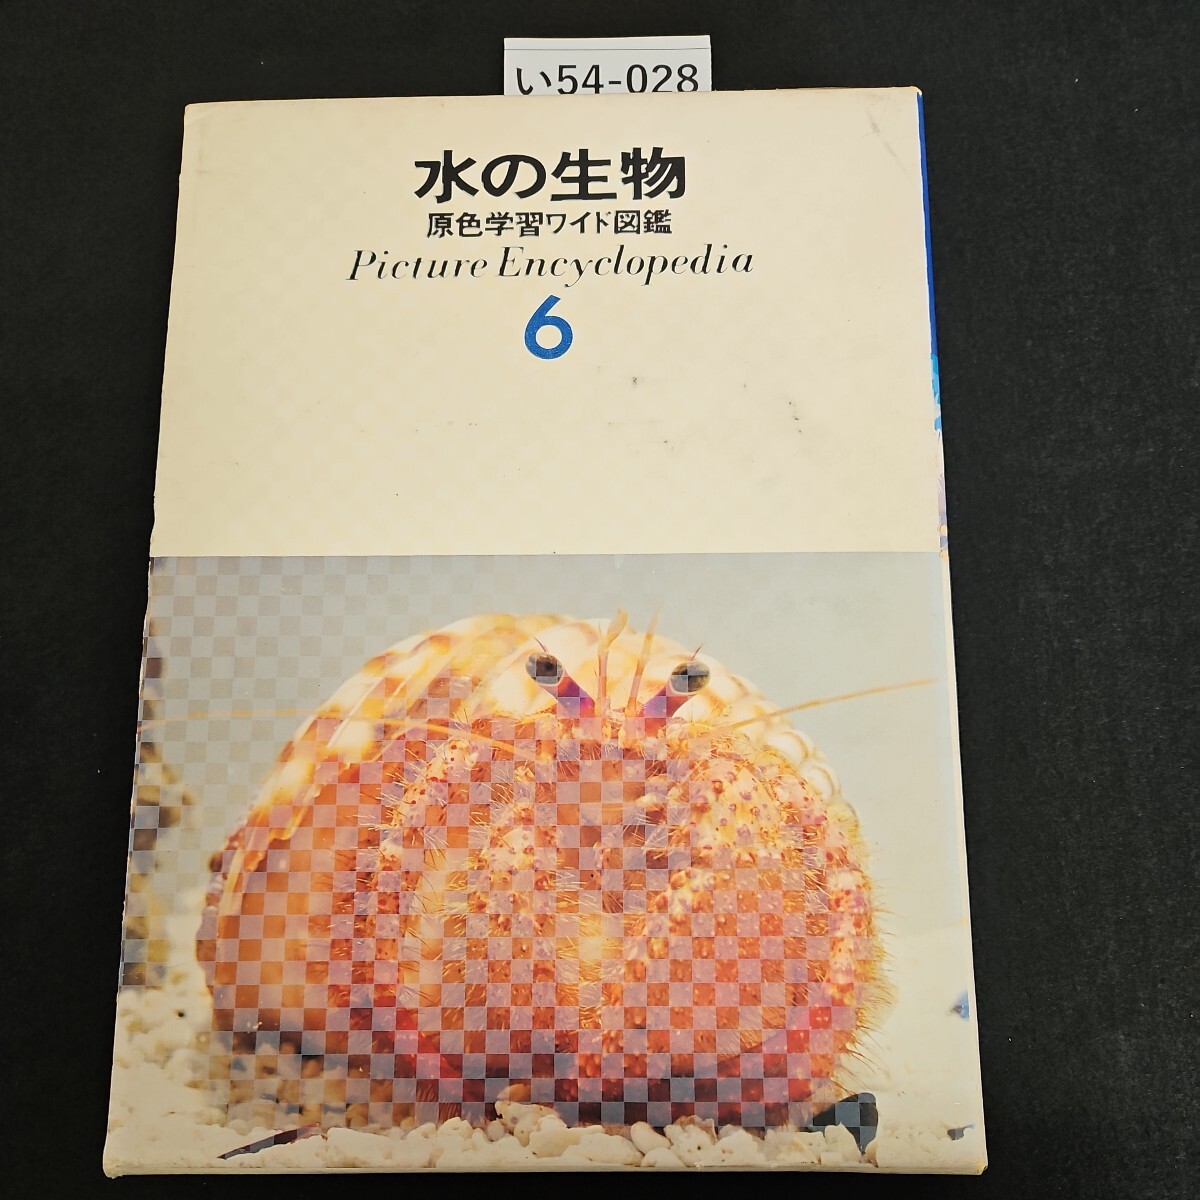 い54-028
水の生物
原色学習ワイド図鑑
Picture Encyclopedia
6